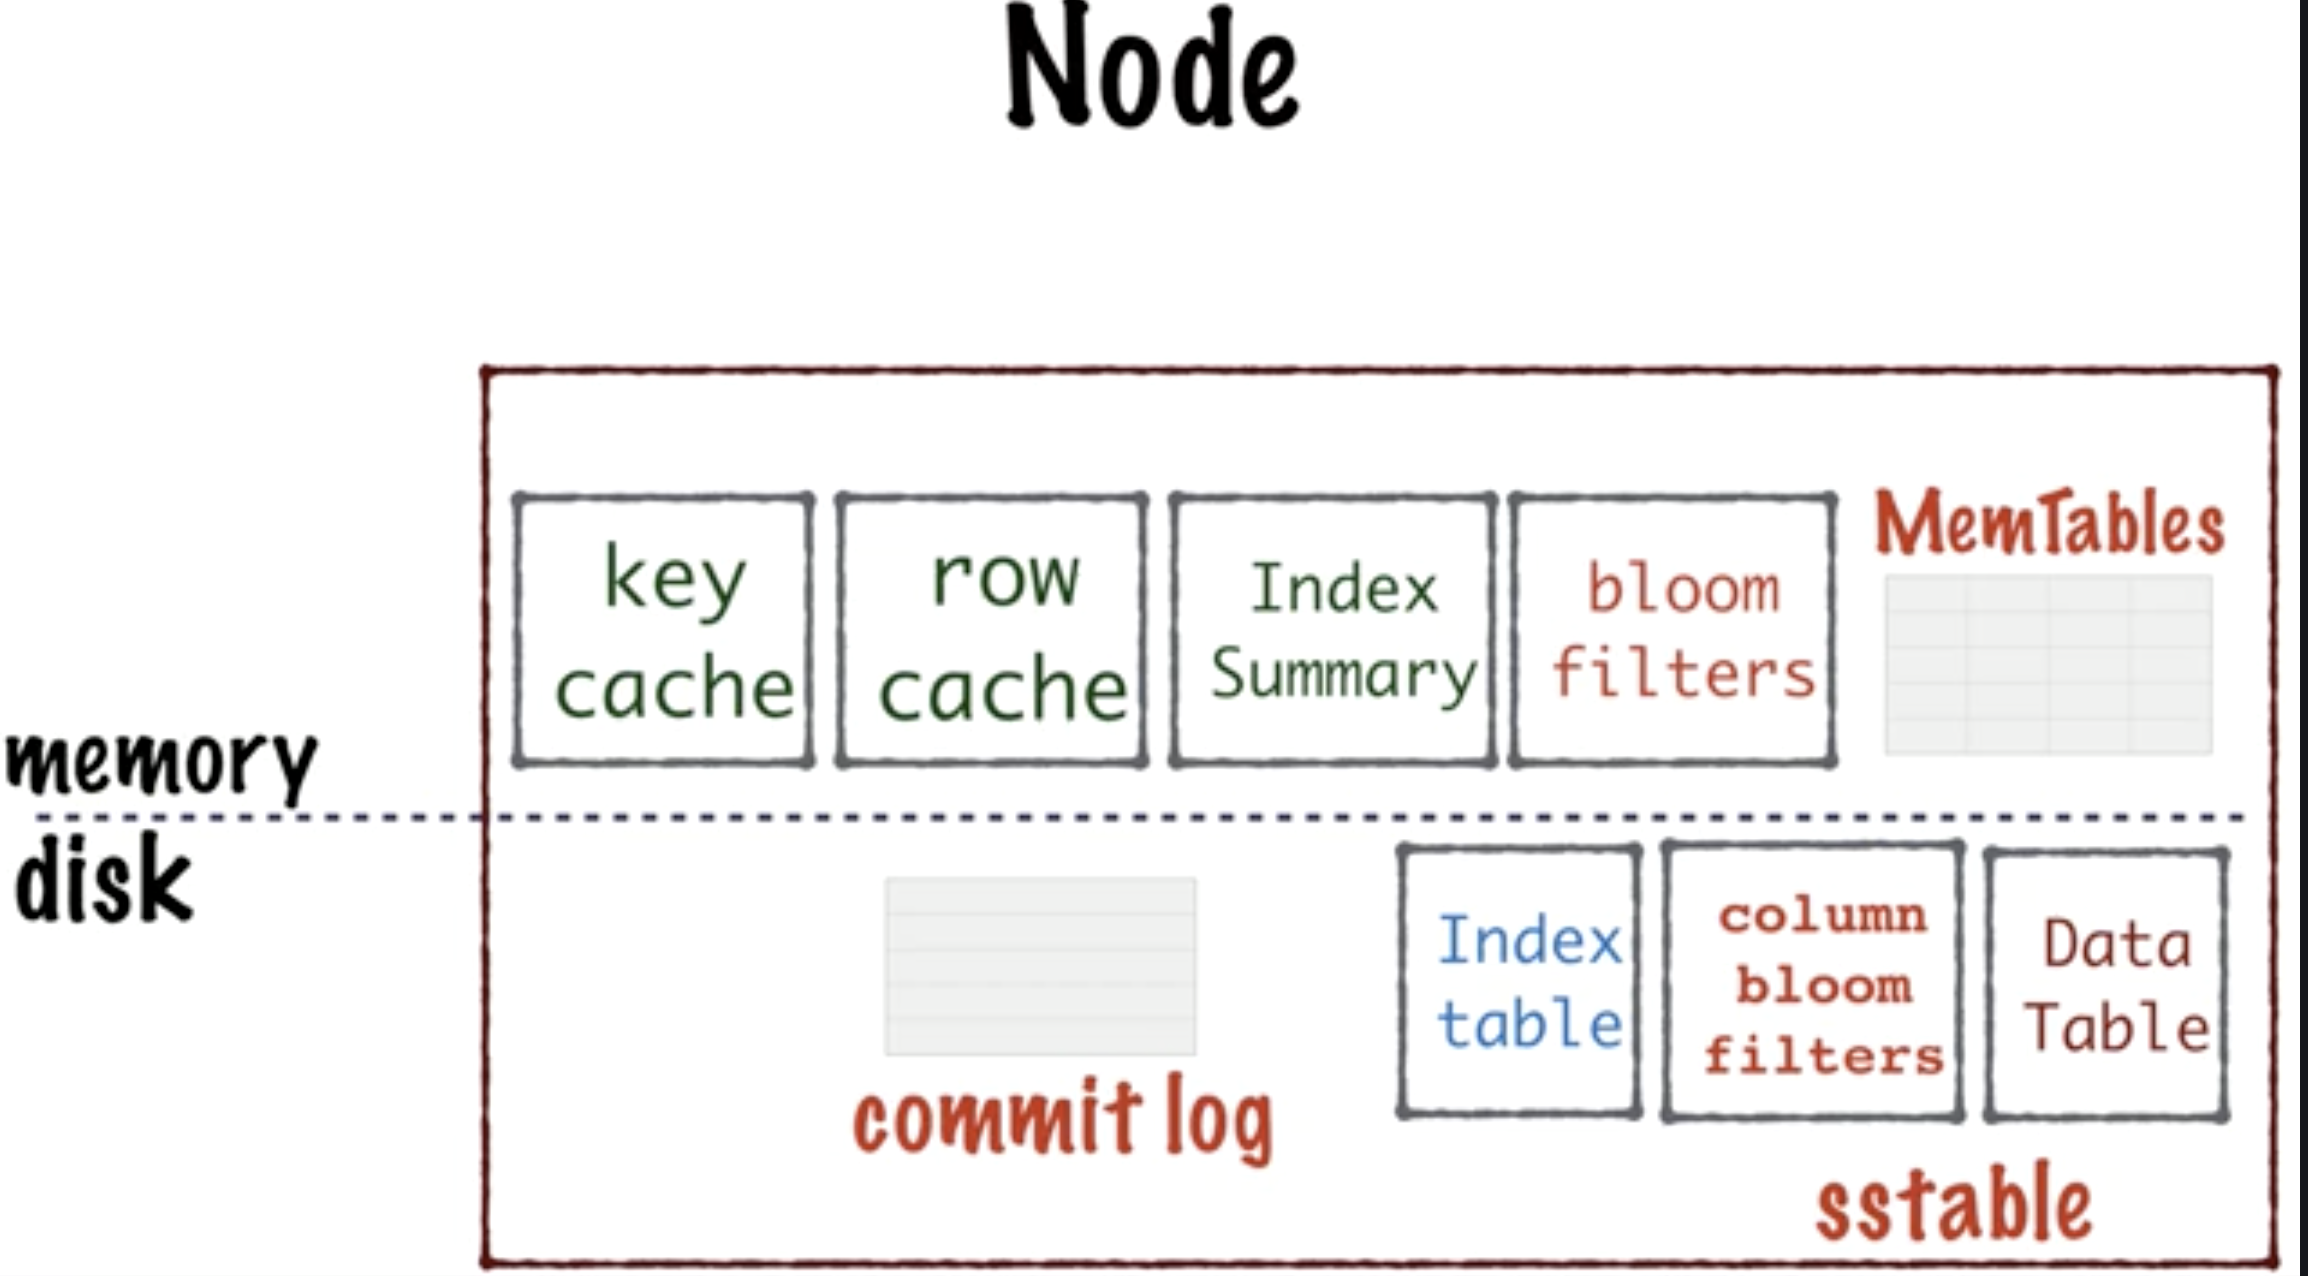 Node
key
cache
row
cache
Index
Summary
bloom
filters
MemTables
memory
disk
commit log
Index
table
column
bloom
filters
Data
Table
sstable